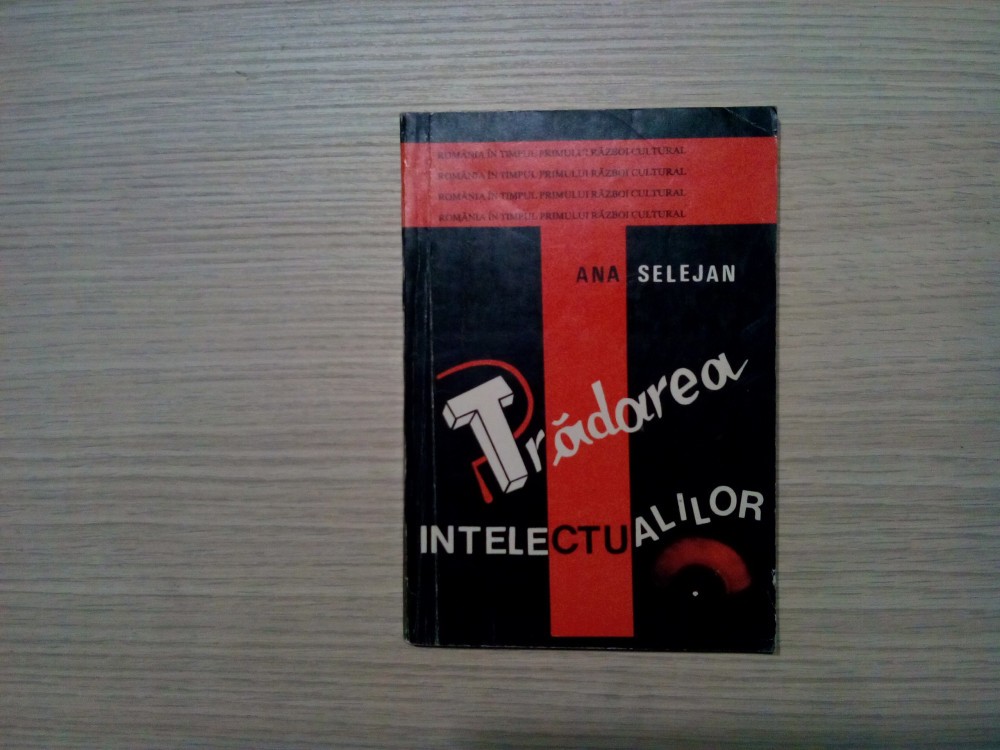 ROMÂNIA ÎN TIMPUL PRIMULUI RĂZBOI CULTURAL
ROMÂNIA ÎN TIMPUL PRIMULUI RĂZBOI CULTURAL
ROMÂNIA ÎN TIMPUL PRIMULUI RĂZBOI CULTURAL
ROMÂNIA ÎN TIMPUL PRIMULUI RĂZBOI CULTURAL
ANA SELEJAN
Trădarea
INTELECTUALILOR